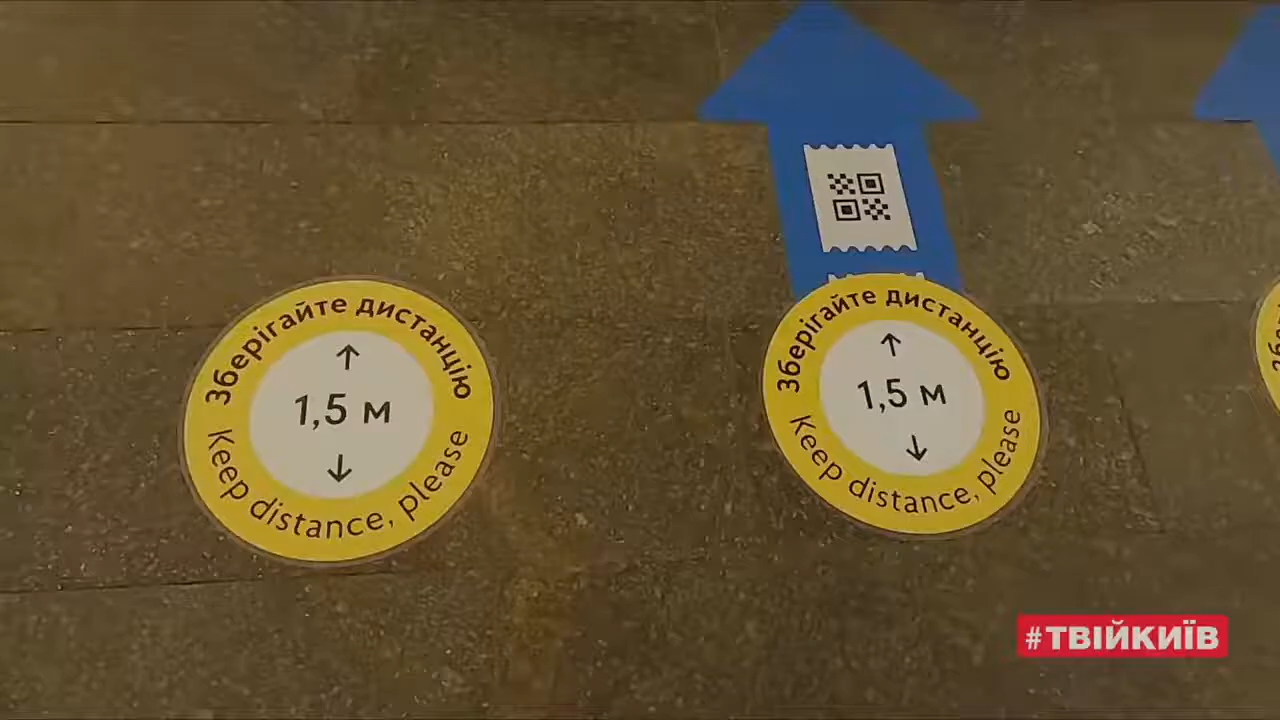 Зберігайте дистанцію
1,5 м
Keep distance, please
Зберігайте дистанцію
1,5 м
Keep distance, please
#ТВІЙКИЇВ